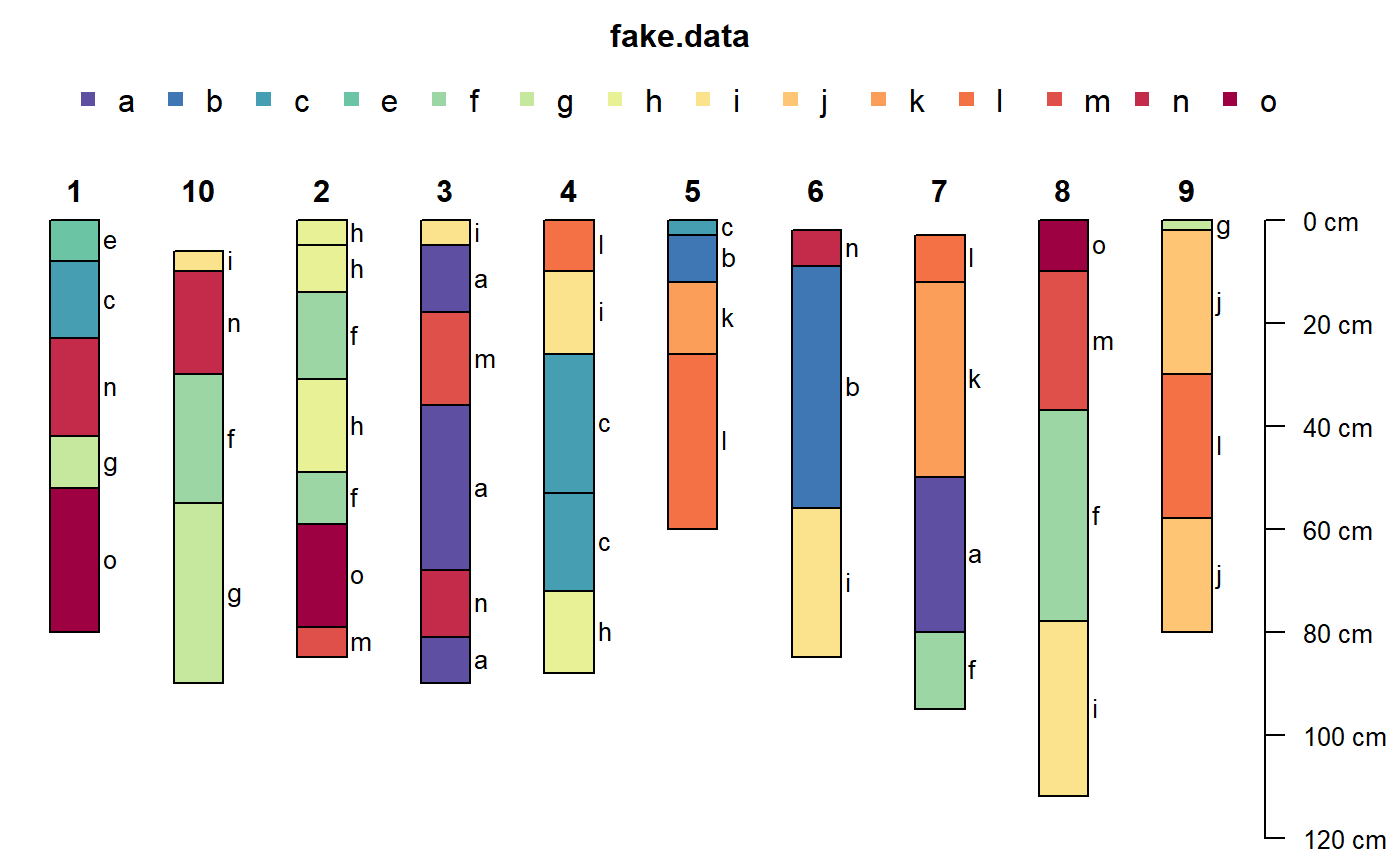 fake.data
a b c e f g h i j k l m n o
1 10 2 3 4 5 6 7 8 9
e
c
n
g
o
i
n
f
g
h
h
f
h
f
o
m
i
a
m
a
n
a
l
i
c
c
h
c
b
k
l
n
b
i
l
k
a
f
o
m
f
i
g
j
l
j
0 cm
20 cm
40 cm
60 cm
80 cm
100 cm
120 cm